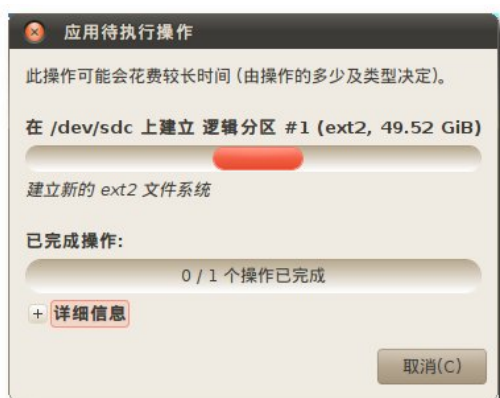 应用待执行操作
此操作可能会花费较长时间(由操作的多少及类型决定)。
在 /dev/sdc 上建立 逻辑分区 #1 (ext2, 49.52 GiB)
建立新的 ext2 文件系统
已完成操作:
0 / 1 个操作已完成
+ 详细信息
取消(C)